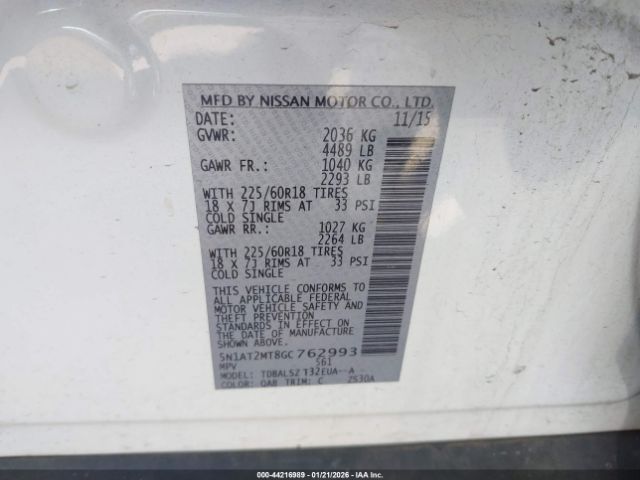 MFD BY NISSAN MOTOR CO., LTD.
DATE: 11/15
GVWR: 2036 KG
4489 LB
GAWR FR.: 1040 KG
2293 LB
WITH 225/60R18 TIRES
18 X 7J RIMS AT 33 PSI
COLD SINGLE
GAWR RR.: 1027 KG
2264 LB
WITH 225/60R18 TIRES
18 X 7J RIMS AT 33 PSI
COLD SINGLE
THIS VEHICLE CONFORMS TO
ALL APPLICABLE FEDERAL
MOTOR VEHICLE SAFETY AND
THEFT PREVENTION
STANDARDS IN EFFECT ON
THE DATE OF MANUFACTURE
SHOWN ABOVE.
5N1AT2MT8GC762993
MPV 561
MODEL: TDBALSZ T32EUA--A
COLOR: QAB TRIM: C ZS30A
000-44216989 - 01/21/2026 - IAA Inc.